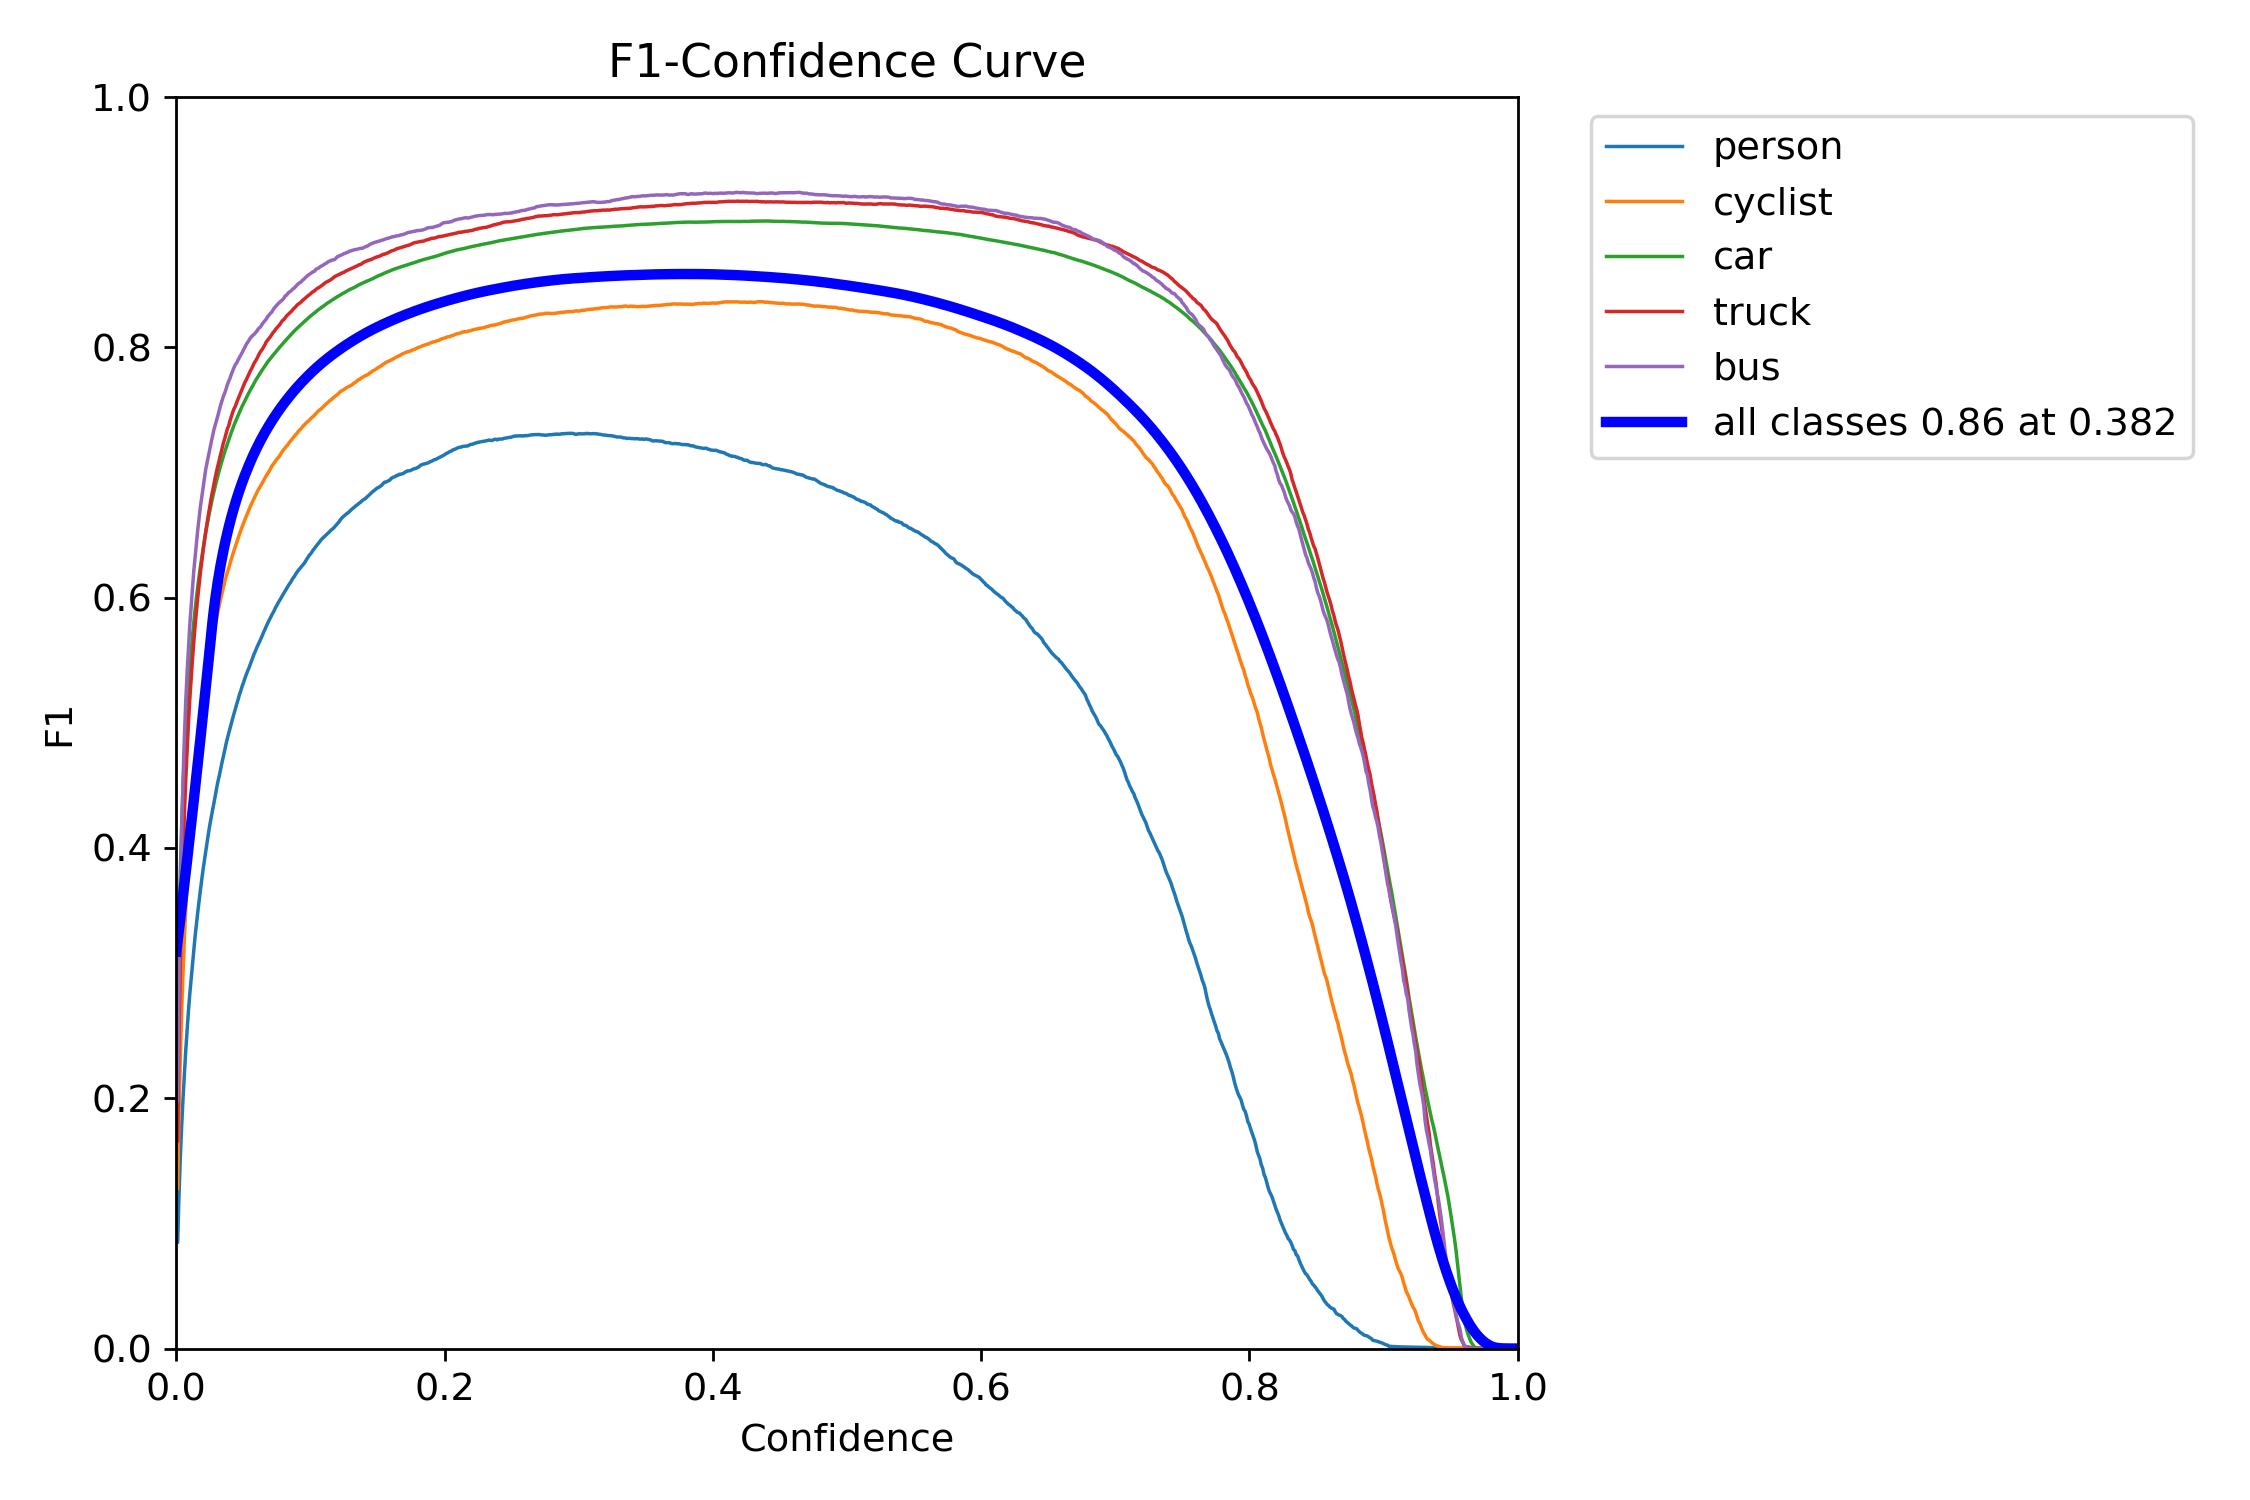 F1-Confidence Curve
1.0
0.8
0.6
0.4
0.2
0.0
F1
0.0 0.2 0.4 0.6 0.8 1.0
Confidence
person
cyclist
car
truck
bus
all classes 0.86 at 0.382